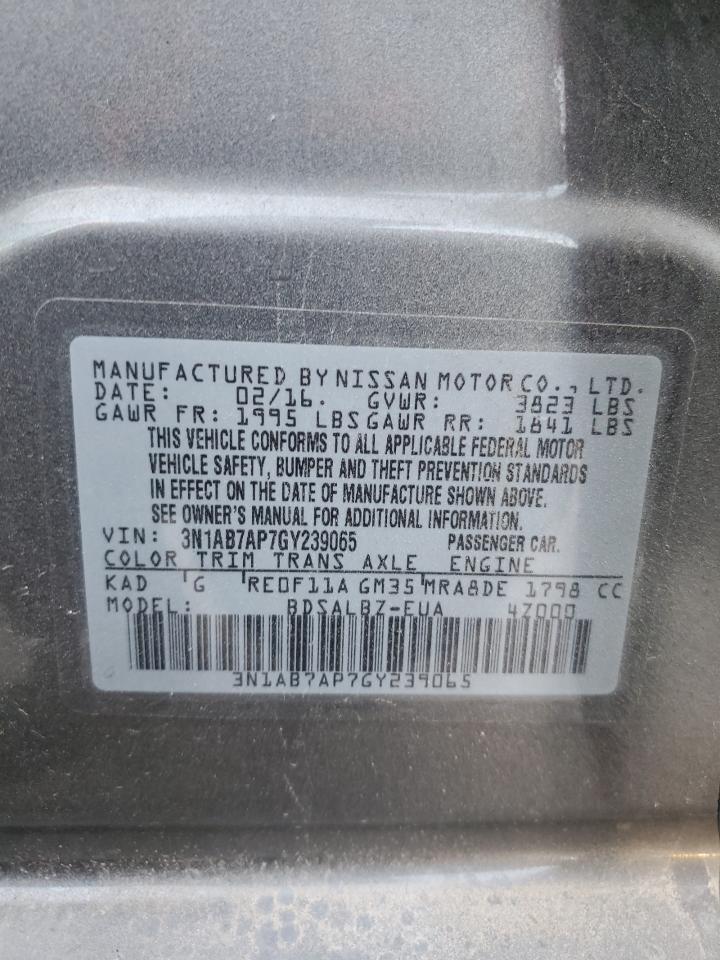 MANUFACTURED BY NISSAN MOTOR CO., LTD.
DATE: 02/16. GVWR: 3823 LBS
GAWR FR: 1995 LBS GAWR RR: 1841 LBS
THIS VEHICLE CONFORMS TO ALL APPLICABLE FEDERAL MOTOR
VEHICLE SAFETY, BUMPER AND THEFT PREVENTION STANDARDS
IN EFFECT ON THE DATE OF MANUFACTURE SHOWN ABOVE.
SEE OWNER'S MANUAL FOR ADDITIONAL INFORMATION.
VIN: 3N1AB7AP7GY239065 PASSENGER CAR.
COLOR TRIM TRANS AXLE ENGINE
KAD G RE0F11A GM35 MRA8DE 1798 CC
MODEL: BDSALBZ-EUA 4Z000
3N1AB7AP7GY239065